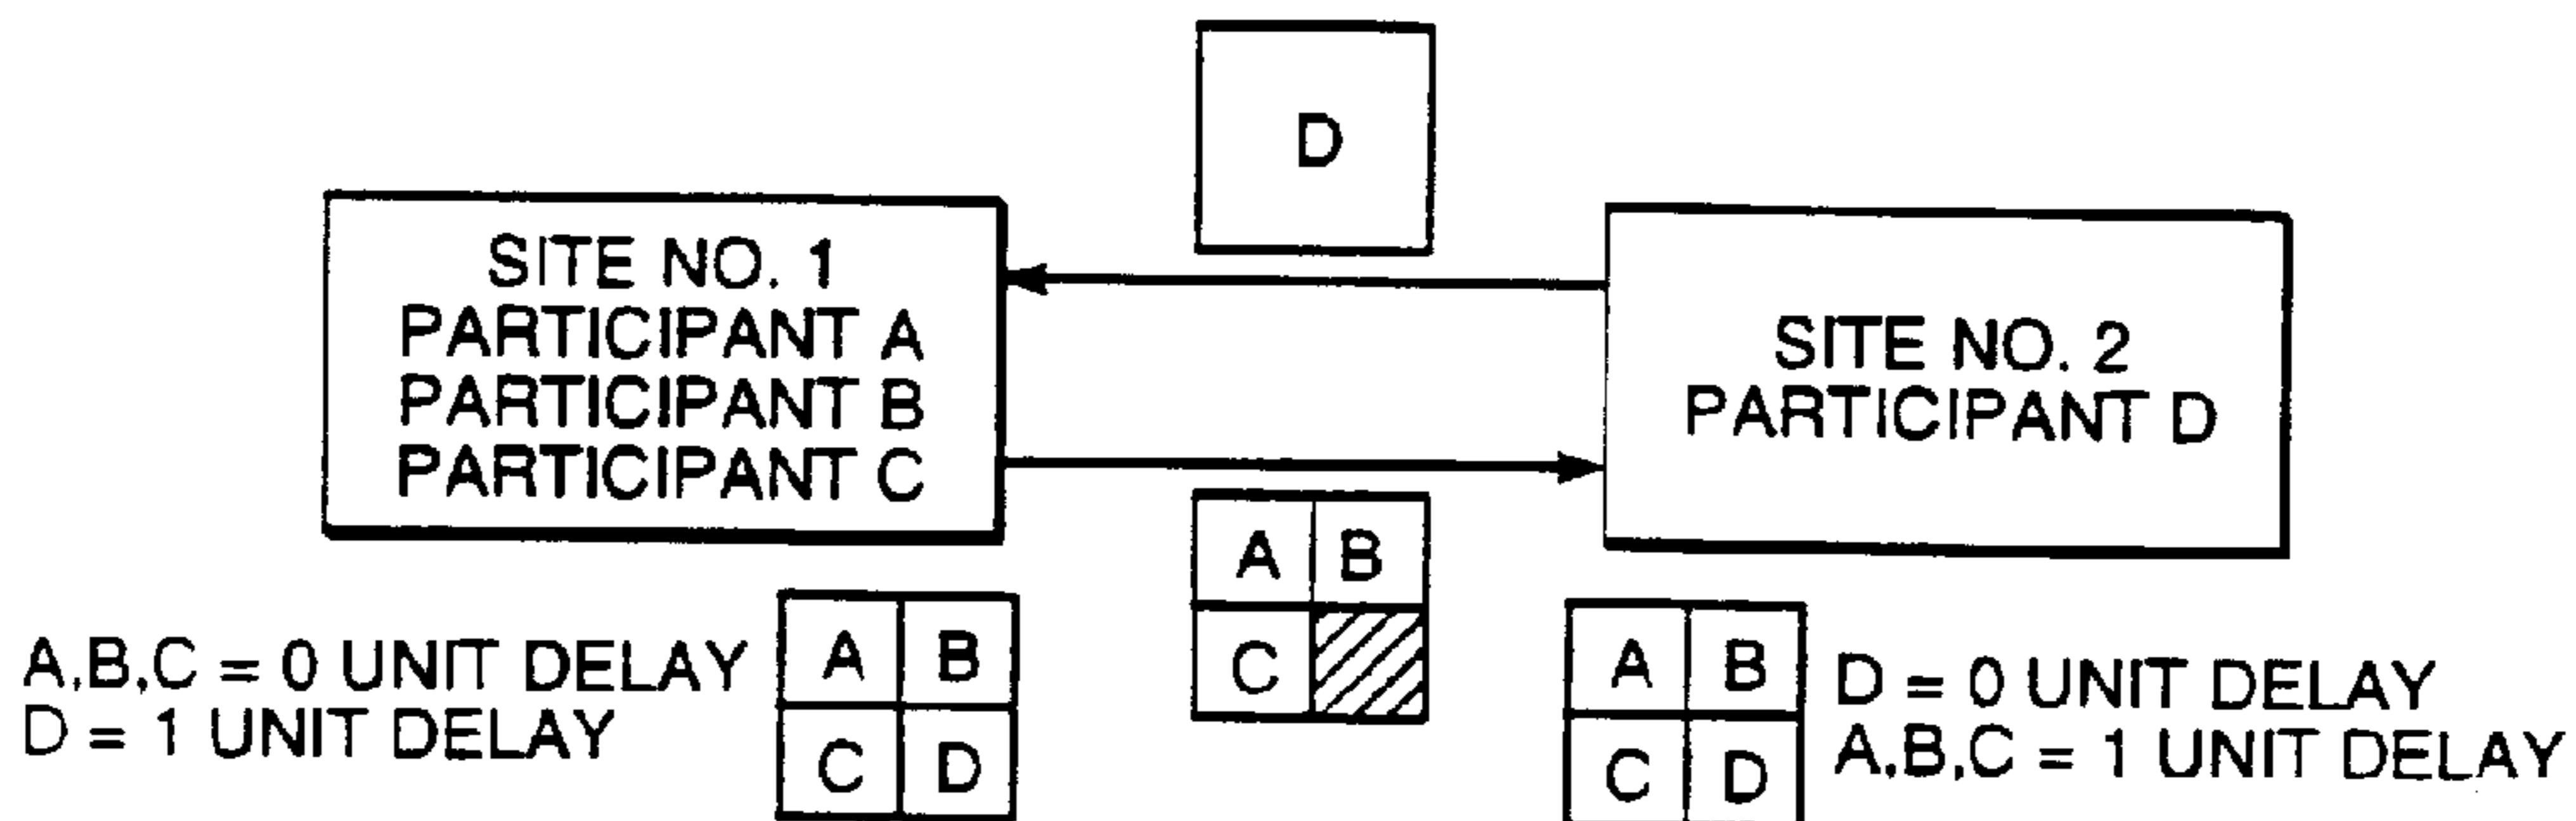 D
SITE NO. 1
PARTICIPANT A
PARTICIPANT B
PARTICIPANT C
SITE NO. 2
PARTICIPANT D
A B
C
A,B,C = 0 UNIT DELAY
D = 1 UNIT DELAY
A B
C D
A B
C D
D = 0 UNIT DELAY
A,B,C = 1 UNIT DELAY